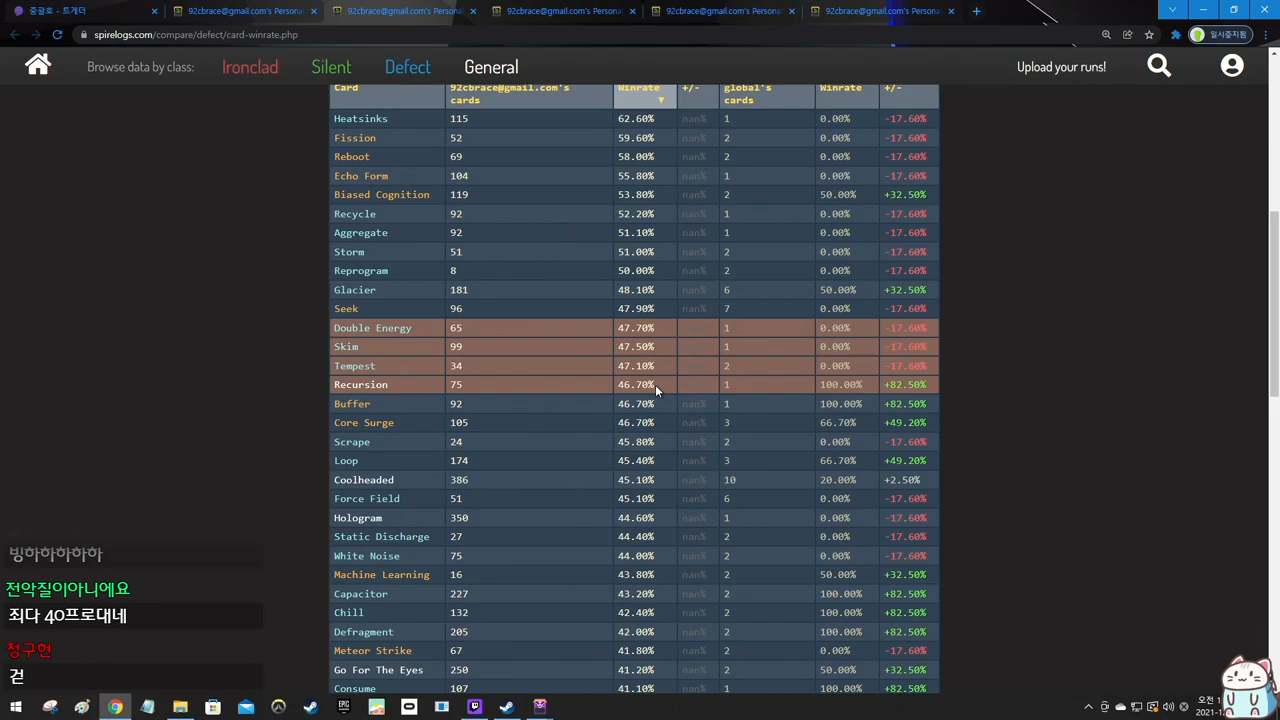 중괄호 - 트게더
92cbrace@gmail.com's Personal
92cbrace@gmail.com's Personal
92cbrace@gmail.com's Personal
92cbrace@gmail.com's Personal
92cbrace@gmail.com's Personal
spirelogs.com/compare/defect/card-winrate.php
일시중지됨
Browse data by class: Ironclad Silent Defect General Upload your runs!
Card 92cbrace@gmail.com's cards Winrate ▼ +/- global's cards Winrate +/-
Heatsinks 115 62.60% nan% 1 0.00% -17.60%
Fission 52 59.60% nan% 2 0.00% -17.60%
Reboot 69 58.00% nan% 2 0.00% -17.60%
Echo Form 104 55.80% nan% 1 0.00% -17.60%
Biased Cognition 119 53.80% nan% 2 50.00% +32.50%
Recycle 92 52.20% nan% 1 0.00% -17.60%
Aggregate 92 51.10% nan% 1 0.00% -17.60%
Storm 51 51.00% nan% 2 0.00% -17.60%
Reprogram 8 50.00% nan% 2 0.00% -17.60%
Glacier 181 48.10% nan% 6 50.00% +32.50%
Seek 96 47.90% nan% 7 0.00% -17.60%
Double Energy 65 47.70% 1 0.00% -17.60%
Skim 99 47.50% 1 0.00% -17.60%
Tempest 34 47.10% 2 0.00% -17.60%
Recursion 75 46.70% 1 100.00% +82.50%
Buffer 92 46.70% nan% 1 100.00% +82.50%
Core Surge 105 46.70% nan% 3 66.70% +49.20%
Scrape 24 45.80% nan% 2 0.00% -17.60%
Loop 174 45.40% nan% 3 66.70% +49.20%
Coolheaded 386 45.10% nan% 10 20.00% +2.50%
Force Field 51 45.10% nan% 6 0.00% -17.60%
Hologram 350 44.60% nan% 1 0.00% -17.60%
Static Discharge 27 44.40% nan% 2 0.00% -17.60%
White Noise 75 44.00% nan% 2 0.00% -17.60%
Machine Learning 16 43.80% nan% 2 50.00% +32.50%
Capacitor 227 43.20% nan% 2 100.00% +82.50%
Chill 132 42.40% nan% 2 100.00% +82.50%
Defragment 205 42.00% nan% 2 100.00% +82.50%
Meteor Strike 67 41.80% nan% 2 0.00% -17.60%
Go For The Eyes 250 41.20% nan% 2 50.00% +32.50%
Consume 107 41.10% nan% 1 100.00% +82.50%
빙하하하하하
전악질이아니에요
죄다 40프로대네
정구현
걷
EPIC